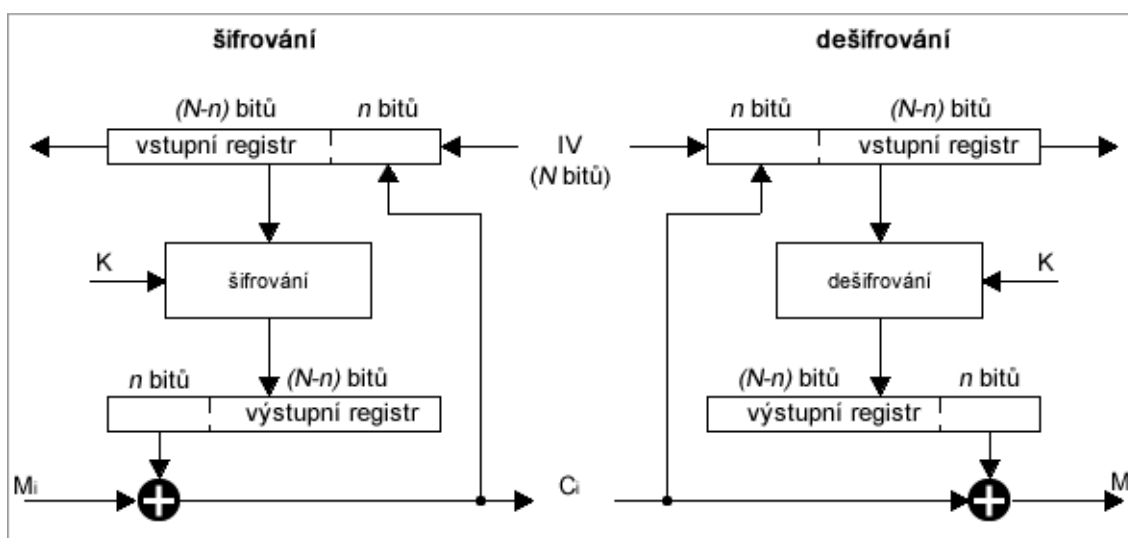 šifrování
dešifrování
(N-n) bitů n bitů
n bitů (N-n) bitů
vstupní registr
IV
vstupní registr
(N bitů)
K
šifrování
dešifrování
K
n bitů (N-n) bitů
(N-n) bitů n bitů
výstupní registr
výstupní registr
Mi
Ci
M